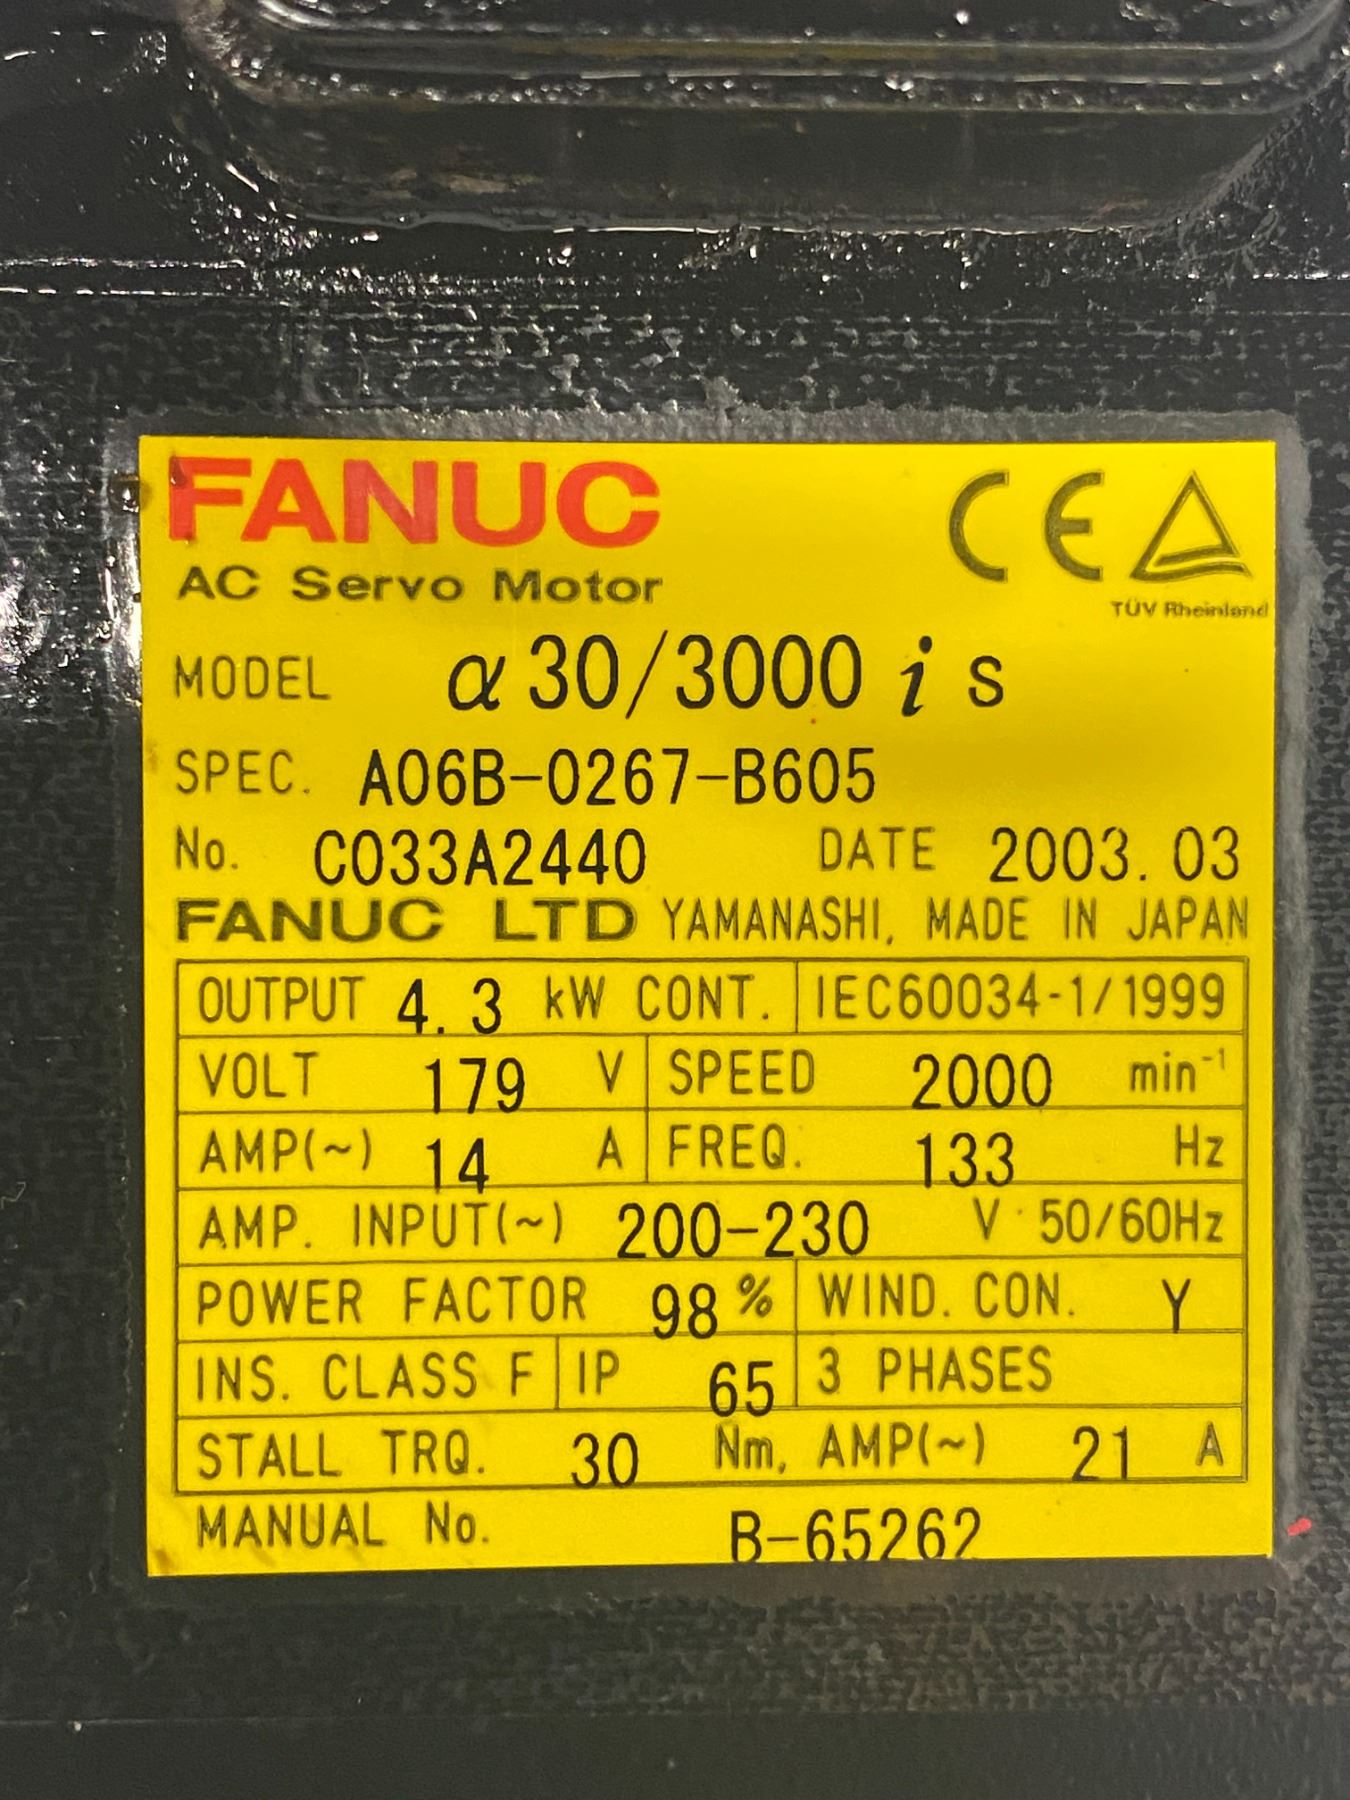 FANUC
CE
AC Servo Motor
TÜV Rheinland
MODEL α30/3000 i s
SPEC. A06B-0267-B605
No. C033A2440 DATE 2003.03
FANUC LTD YAMANASHI, MADE IN JAPAN
OUTPUT 4.3 kW CONT. IEC60034-1/1999
VOLT 179 V SPEED 2000 min⁻¹
AMP(~) 14 A FREQ. 133 Hz
AMP. INPUT(~) 200-230 V 50/60Hz
POWER FACTOR 98 % WIND. CON. Y
INS. CLASS F IP 65 3 PHASES
STALL TRQ. 30 Nm, AMP(~) 21 A
MANUAL No. B-65262